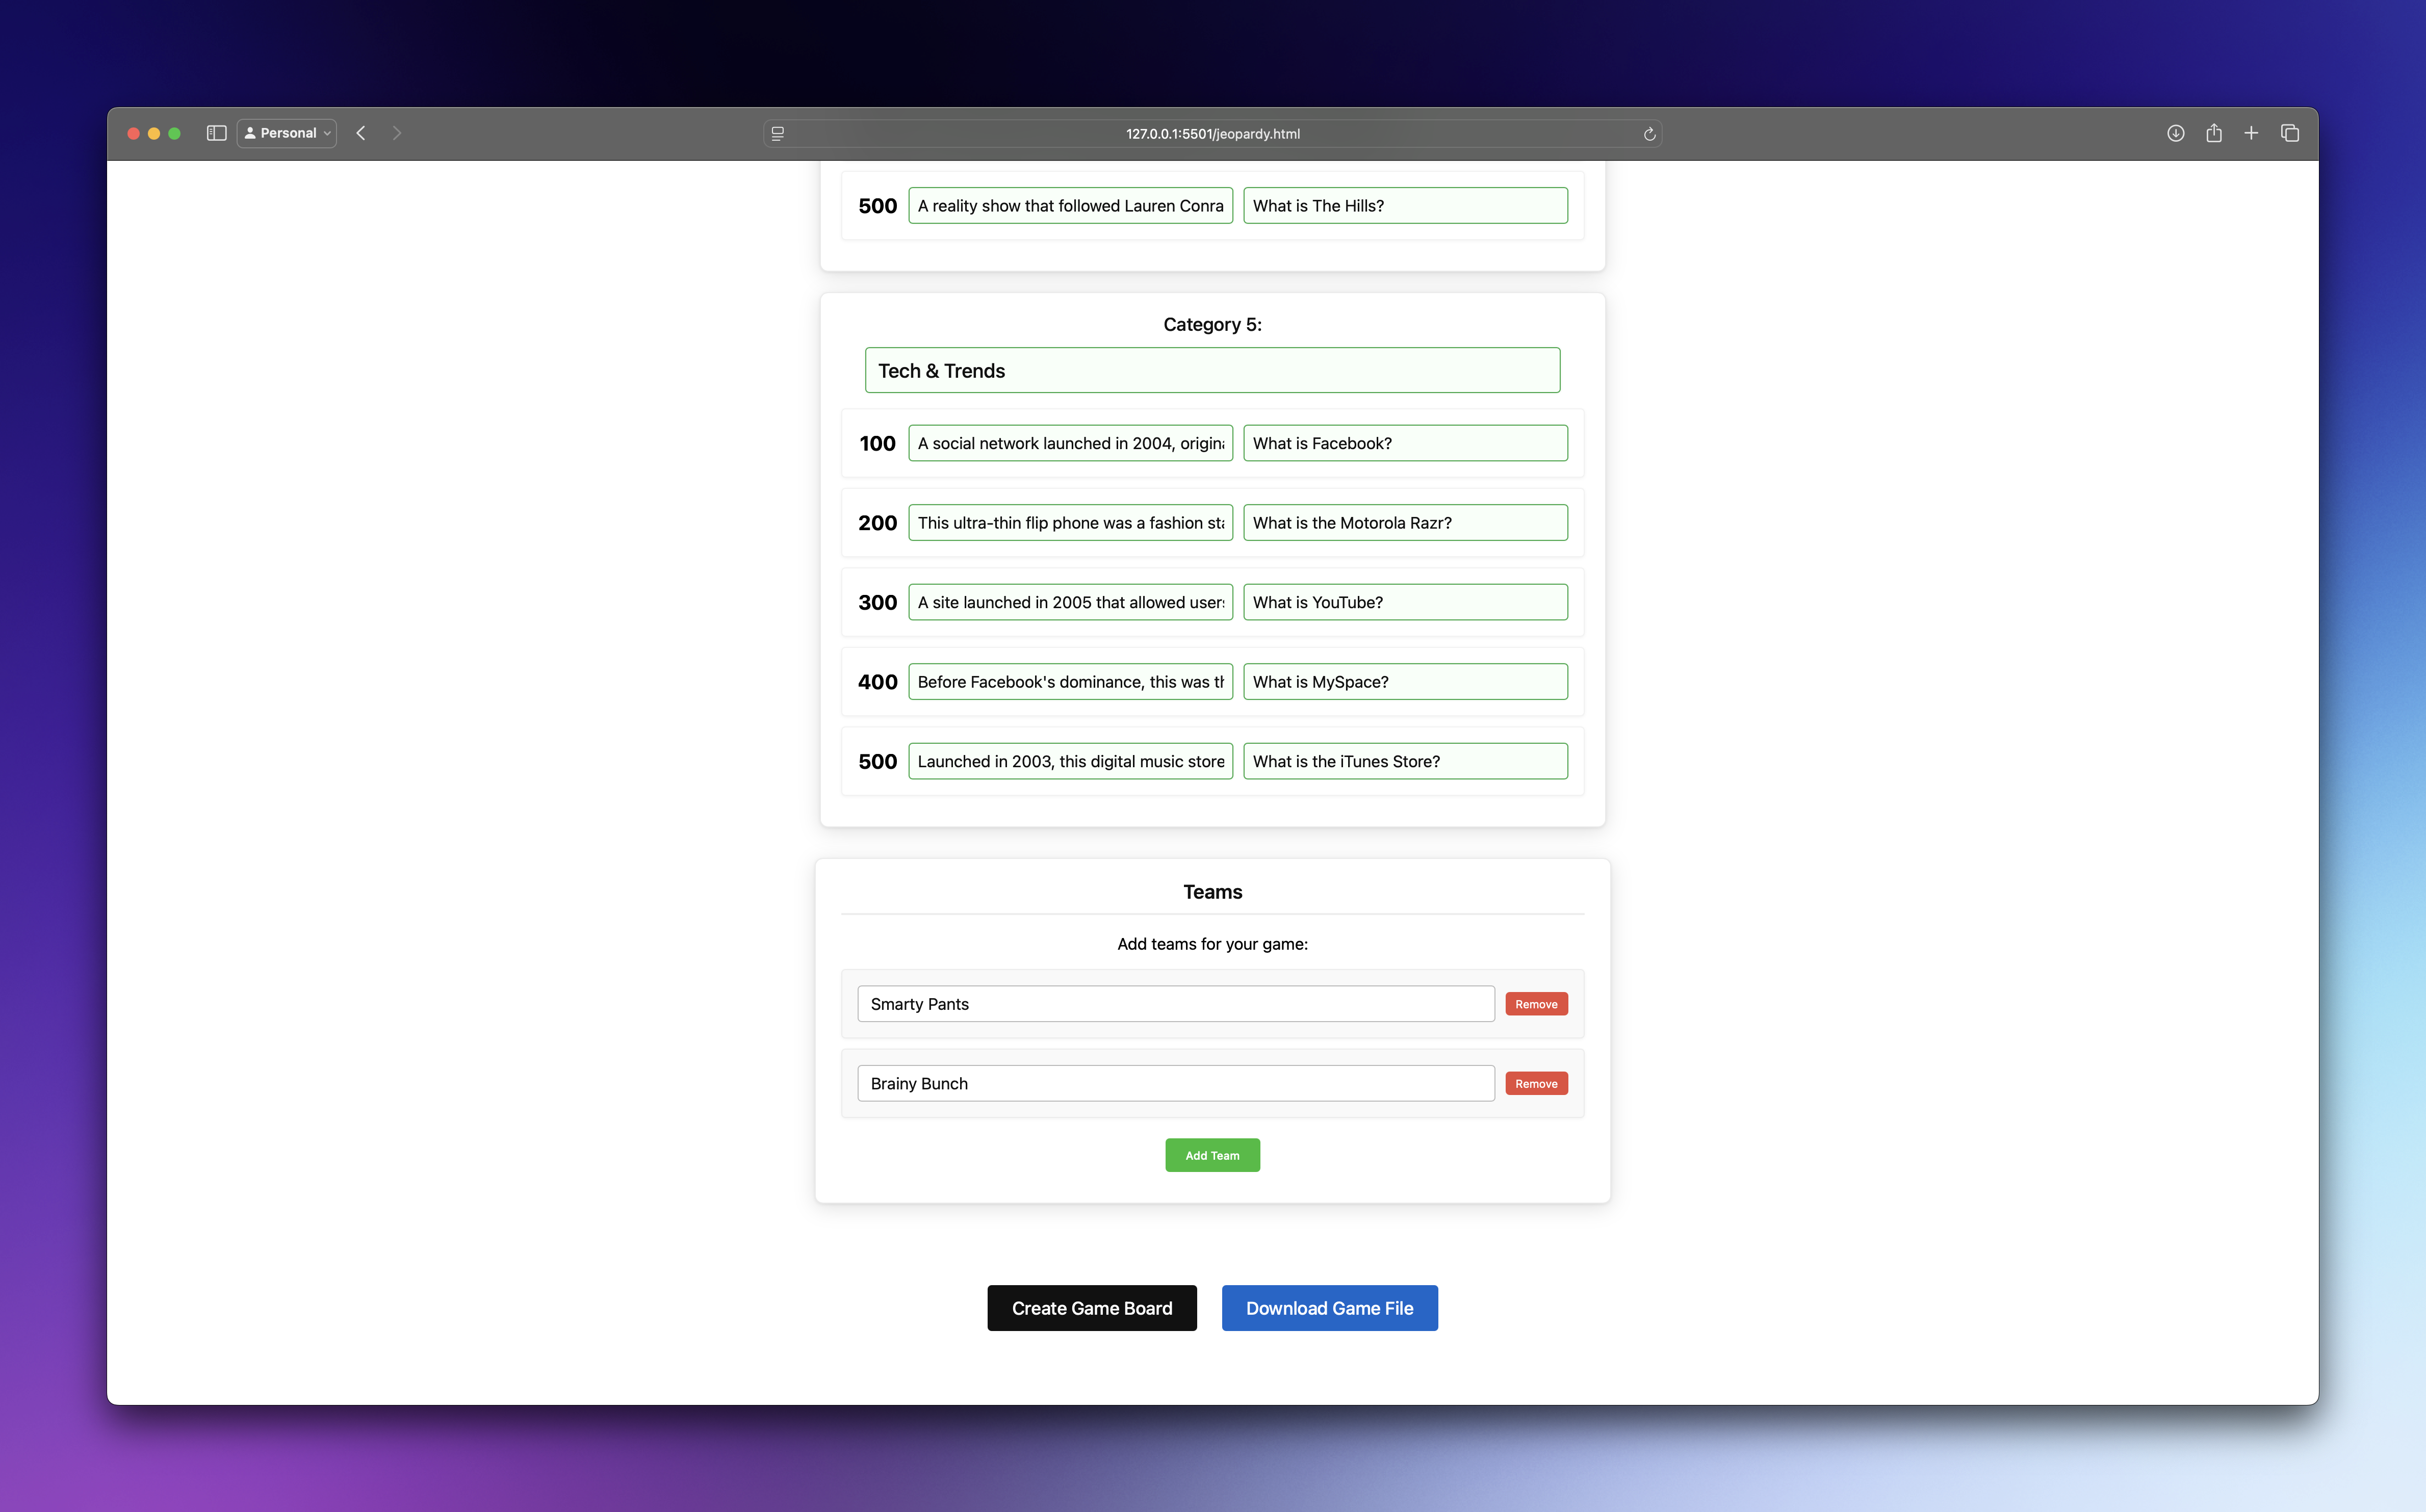 Personal
127.0.0.1:5501/jeopardy.html
500 A reality show that followed Lauren Conra What is The Hills?
Category 5:
Tech & Trends
100 A social network launched in 2004, origina What is Facebook?
200 This ultra-thin flip phone was a fashion sta What is the Motorola Razr?
300 A site launched in 2005 that allowed users What is YouTube?
400 Before Facebook's dominance, this was th What is MySpace?
500 Launched in 2003, this digital music store What is the iTunes Store?
Teams
Add teams for your game:
Smarty Pants Remove
Brainy Bunch Remove
Add Team
Create Game Board Download Game File